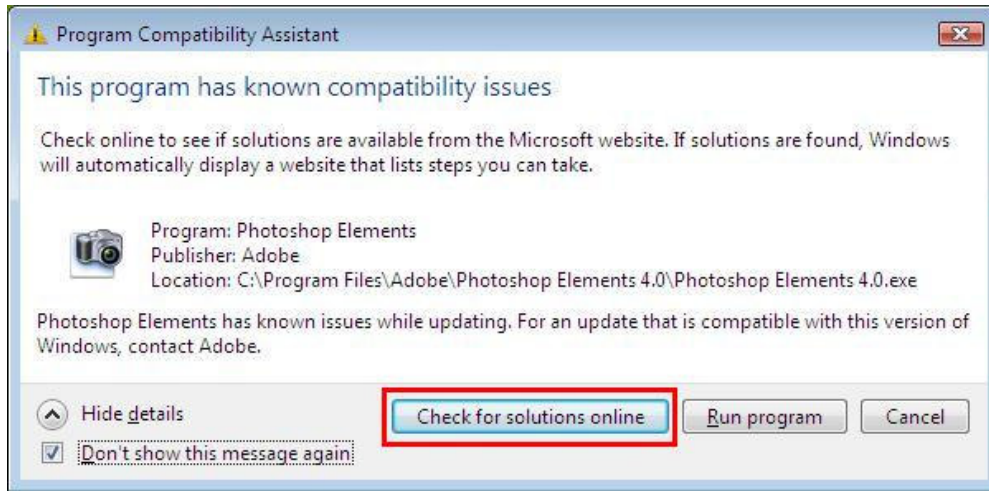 Program Compatibility Assistant
This program has known compatibility issues
Check online to see if solutions are available from the Microsoft website. If solutions are found, Windows
will automatically display a website that lists steps you can take.
Program: Photoshop Elements
Publisher: Adobe
Location: C:\Program Files\Adobe\Photoshop Elements 4.0\Photoshop Elements 4.0.exe
Photoshop Elements has known issues while updating. For an update that is compatible with this version of
Windows, contact Adobe.
Hide details
Check for solutions online
Run program
Cancel
Don't show this message again